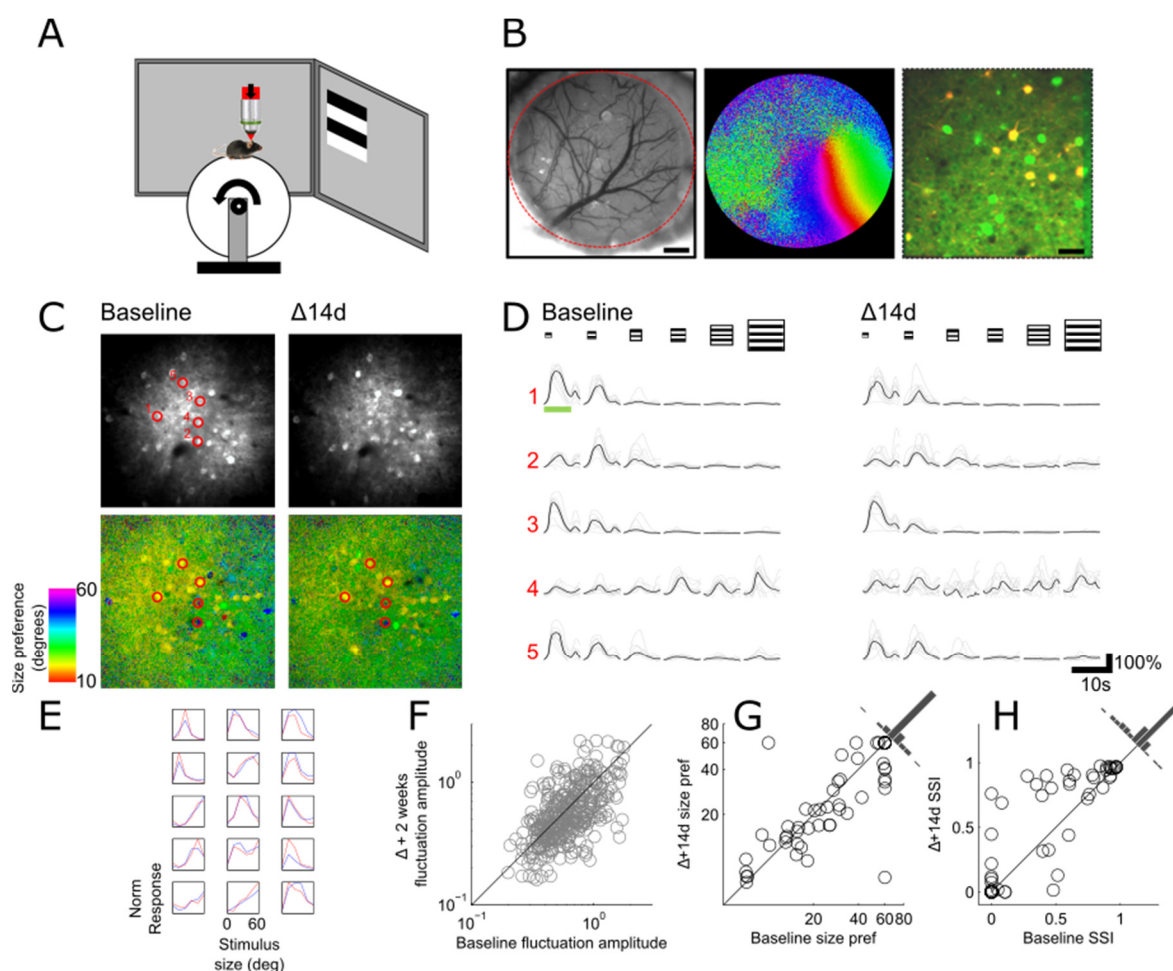 A
B
C
Baseline
Δ14d
5
3
1
4
2
Size preference
(degrees)
60
10
D
Baseline
Δ14d
1
2
3
4
5
100%
10s
E
Norm
Response
0 60
Stimulus
size (deg)
F
Δ + 2 weeks
fluctuation amplitude
10⁰
10⁻¹
10⁻¹ 10⁰
Baseline fluctuation amplitude
G
Δ+14d size pref
80
60
40
20
20 40 60 80
Baseline size pref
H
Δ+14d SSI
1
0.5
0
0 0.5 1
Baseline SSI